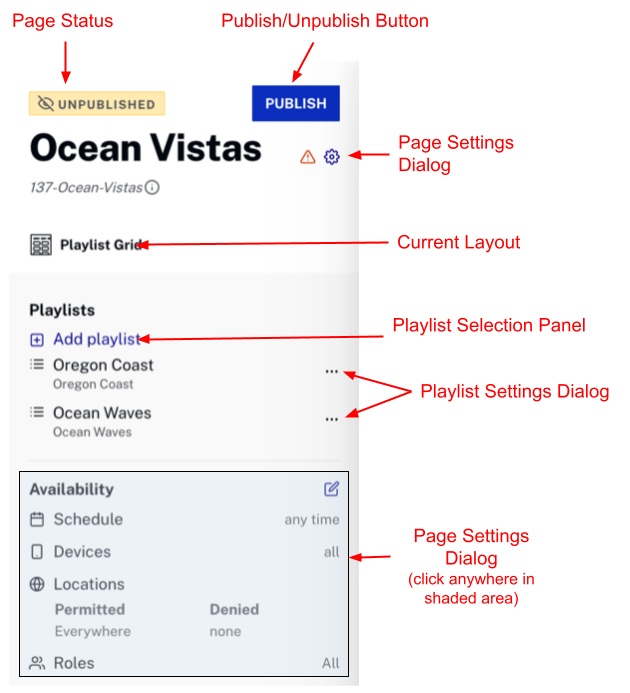 Page Status
Publish/Unpublish Button
UNPUBLISHED
PUBLISH
Ocean Vistas
Page Settings
Dialog
137-Ocean-Vistas
Playlist Grid
Current Layout
Playlists
Add playlist
Playlist Selection Panel
Oregon Coast
Oregon Coast
...
Playlist Settings Dialog
Ocean Waves
Ocean Waves
...
Availability
Schedule any time
Devices all
Page Settings
Dialog
(click anywhere in
shaded area)
Locations
Permitted Denied
Everywhere none
Roles All